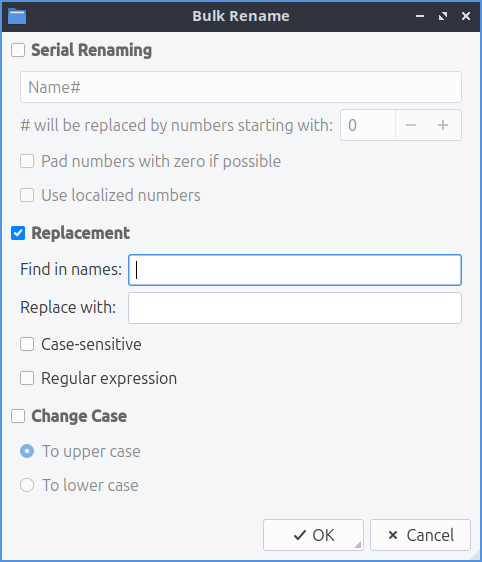 Bulk Rename
Serial Renaming
Name#
# will be replaced by numbers starting with: 0
Pad numbers with zero if possible
Use localized numbers
Replacement
Find in names:
Replace with:
Case-sensitive
Regular expression
Change Case
To upper case
To lower case
OK Cancel